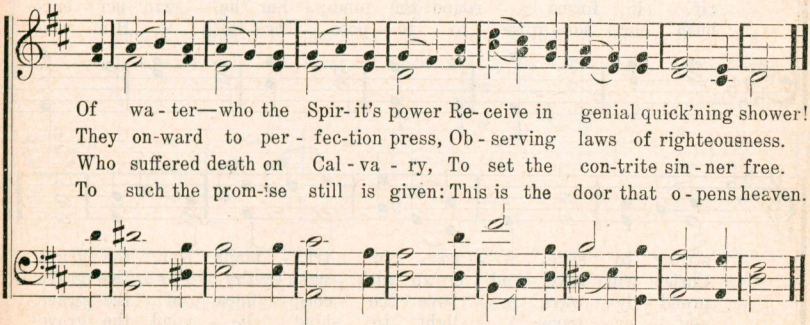 Of wa-ter—who the Spir-it's power Re-ceive in genial quick'ning shower!
They on-ward to per-fec-tion press, Ob-serving laws of righteousness.
Who suffered death on Cal-va-ry, To set the con-trite sin-ner free.
To such the prom-ise still is given: This is the door that o-pens heaven.